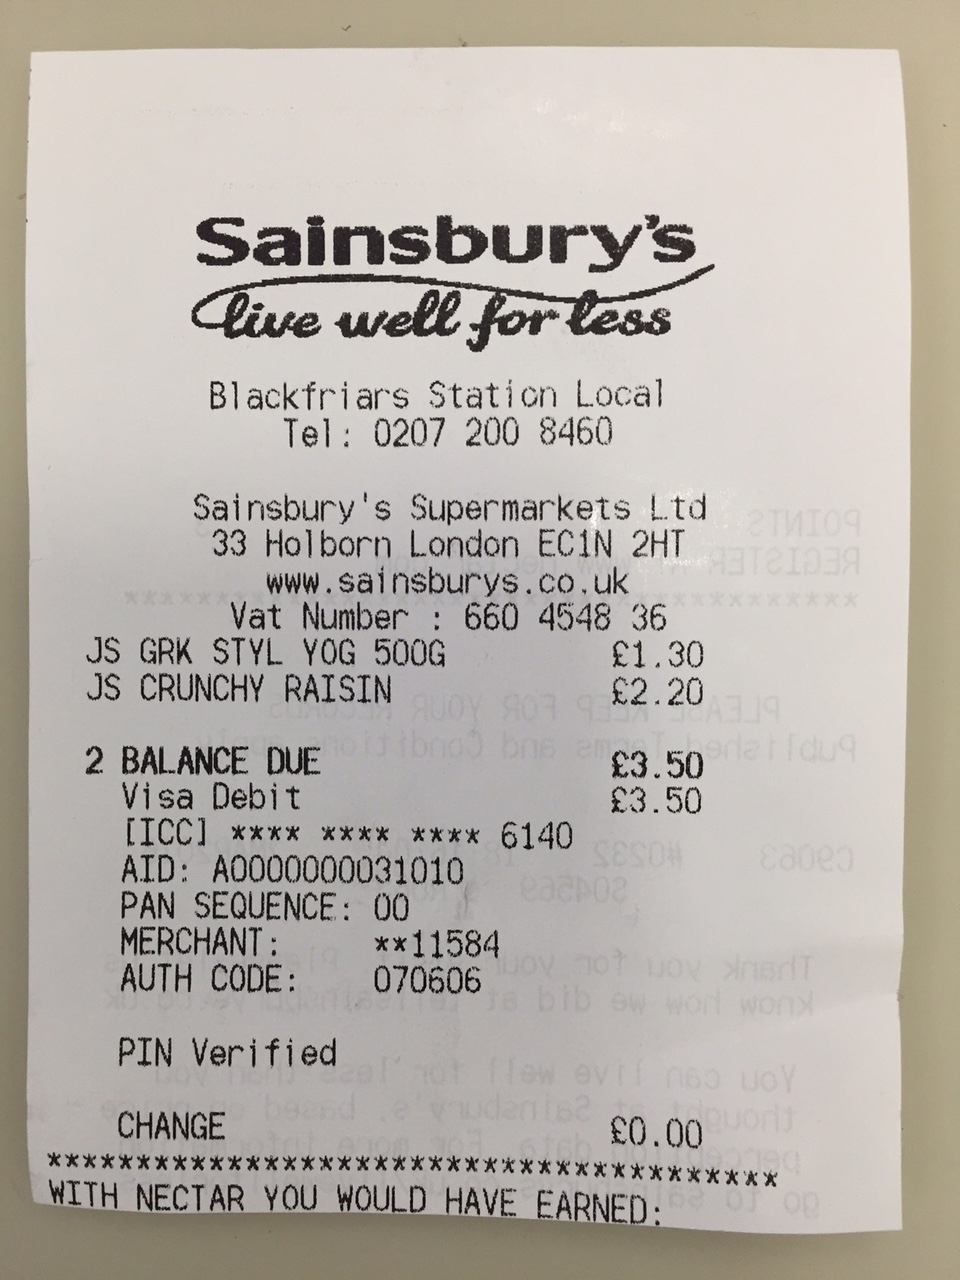 Sainsbury's
live well for less
Blackfriars Station Local
Tel: 0207 200 8460
Sainsbury's Supermarkets Ltd
33 Holborn London EC1N 2HT
www.sainsburys.co.uk
Vat Number : 660 4548 36
JS GRK STYL YOG 500G £1.30
JS CRUNCHY RAISIN £2.20
2 BALANCE DUE £3.50
Visa Debit £3.50
[ICC] **** **** **** 6140
AID: A0000000031010
PAN SEQUENCE: 00
MERCHANT: **11584
AUTH CODE: 070606
PIN Verified
CHANGE £0.00
*****************************************
WITH NECTAR YOU WOULD HAVE EARNED: